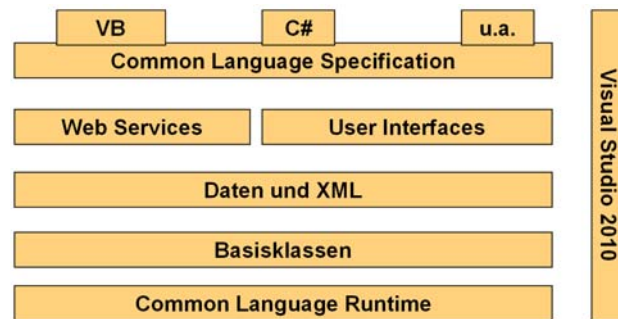 VB C# u.a.
Common Language Specification
Web Services User Interfaces
Daten und XML
Basisklassen
Common Language Runtime
Visual Studio 2010